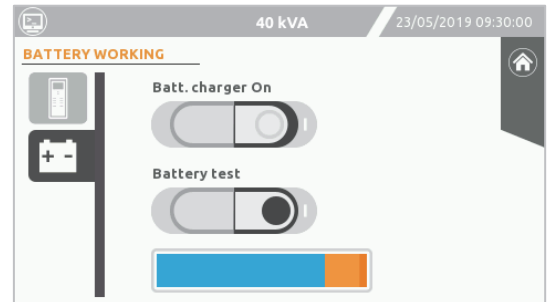 40 kVA
23/05/2019 09:30:00
BATTERY WORKING
Batt. charger On
+ -
Battery test